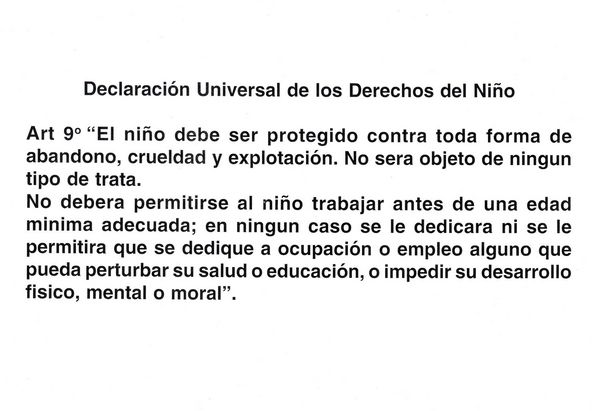 Declaración Universal de los Derechos del Niño
Art 9º “El niño debe ser protegido contra toda forma de
abandono, crueldad y explotación. No sera objeto de ningun
tipo de trata.
No debera permitirse al niño trabajar antes de una edad
minima adecuada; en ningun caso se le dedicara ni se le
permitira que se dedique a ocupación o empleo alguno que
pueda perturbar su salud o educación, o impedir su desarrollo
fisico, mental o moral”.